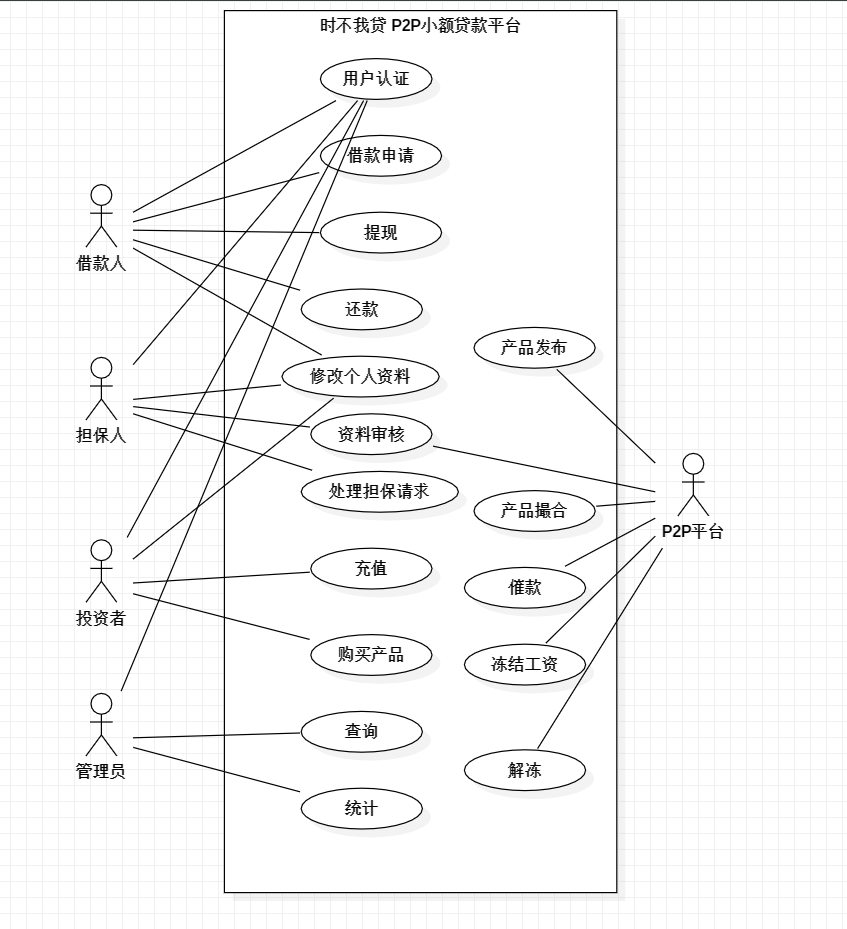 时不我贷 P2P小额贷款平台
用户认证
借款申请
提现
借款人
还款
产品发布
修改个人资料
担保人
资料审核
处理担保请求
产品撮合
P2P平台
充值
催款
投资者
购买产品
冻结工资
查询
管理员
解冻
统计